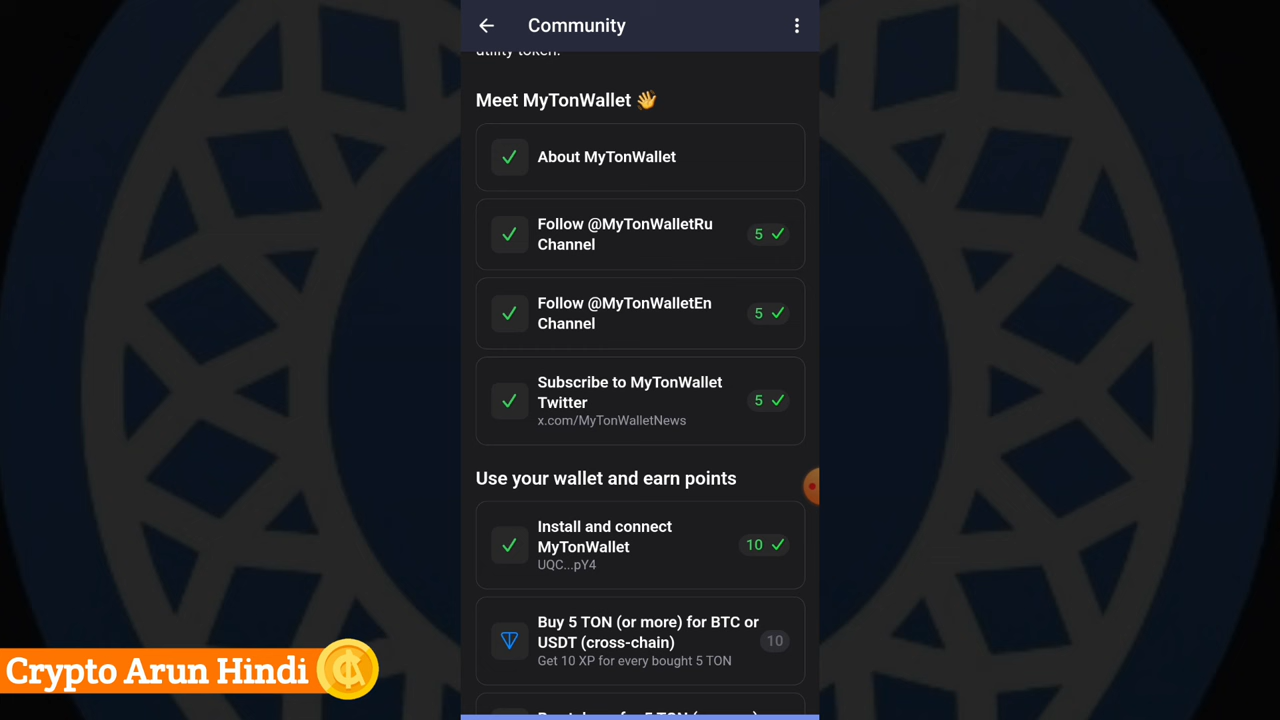 Community
utility token.
Meet MyTonWallet 👋
About MyTonWallet
Follow @MyTonWalletRu
Channel
5
Follow @MyTonWalletEn
Channel
5
Subscribe to MyTonWallet
Twitter
x.com/MyTonWalletNews
5
Use your wallet and earn points
Install and connect
MyTonWallet
UQC...pY4
10
Buy 5 TON (or more) for BTC or
USDT (cross-chain)
Get 10 XP for every bought 5 TON
10
Crypto Arun Hindi